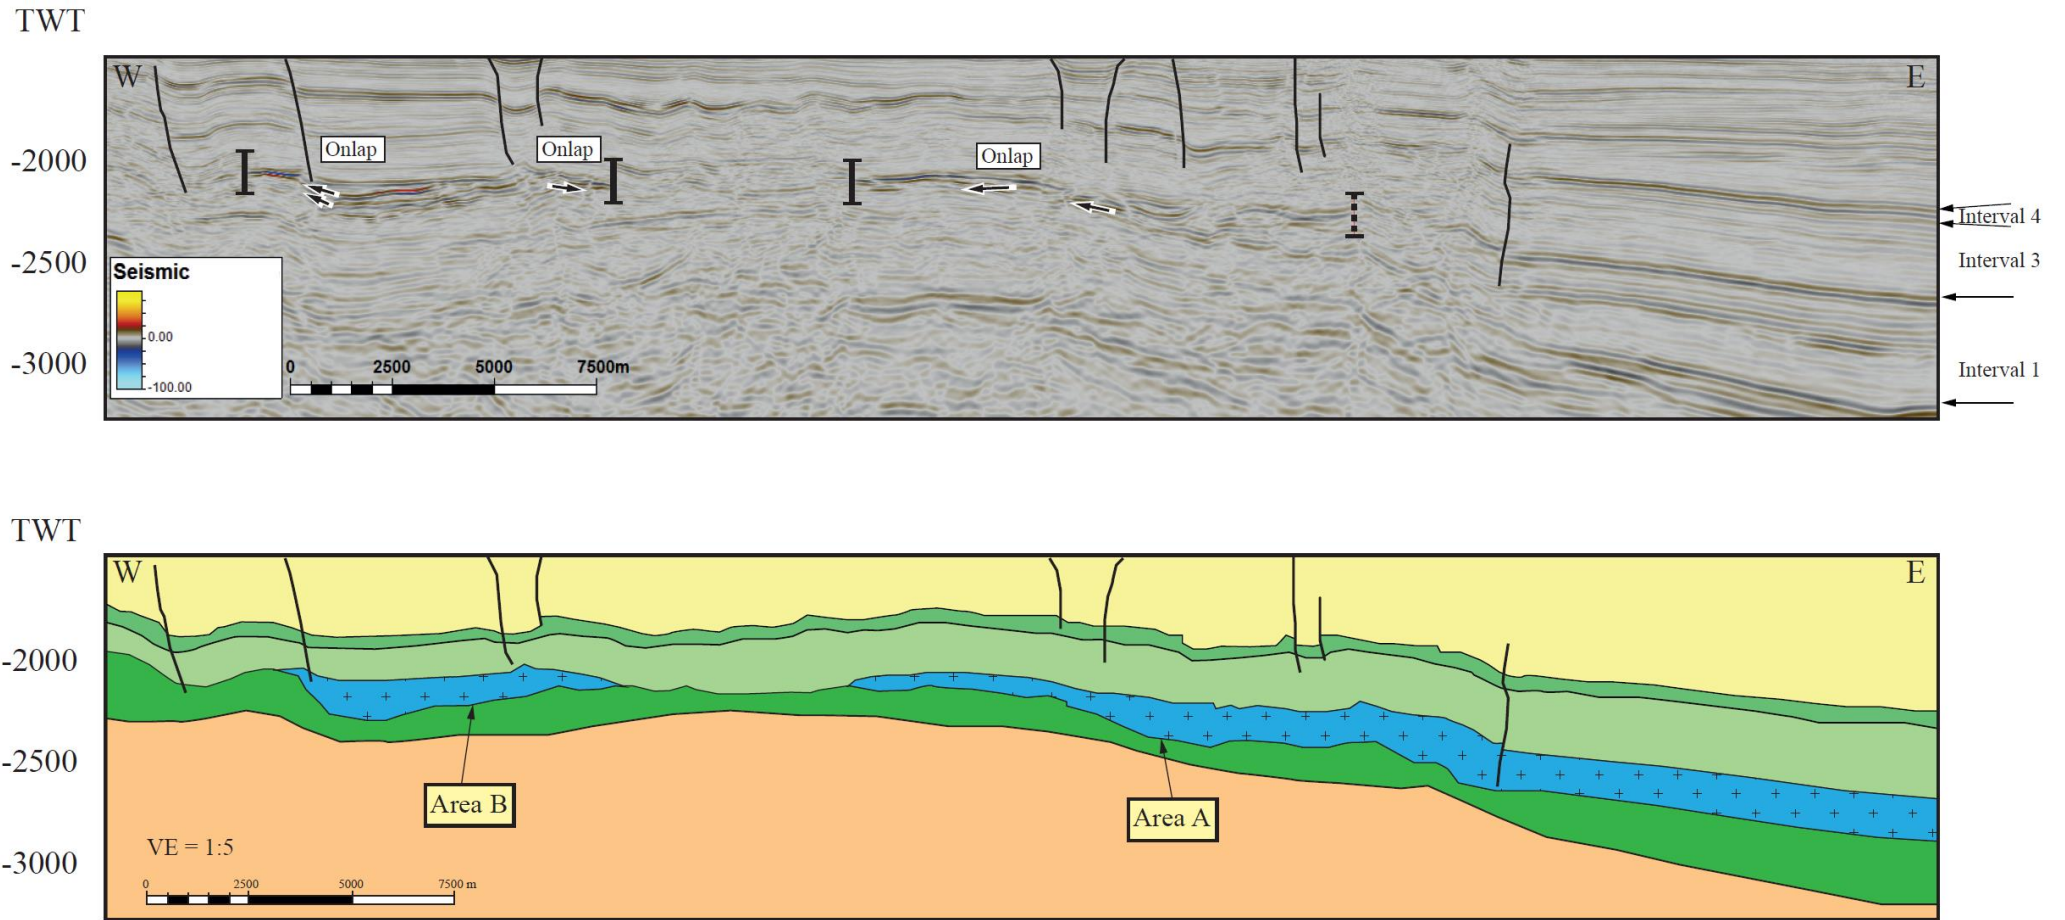 TWT
W
E
-2000
-2500
-3000
Onlap
Onlap
Onlap
Interval 4
Interval 3
Interval 1
Seismic
0.00
-100.00
0 2500 5000 7500m
TWT
W
E
-2000
-2500
-3000
Area B
Area A
VE = 1:5
0 2500 5000 7500 m